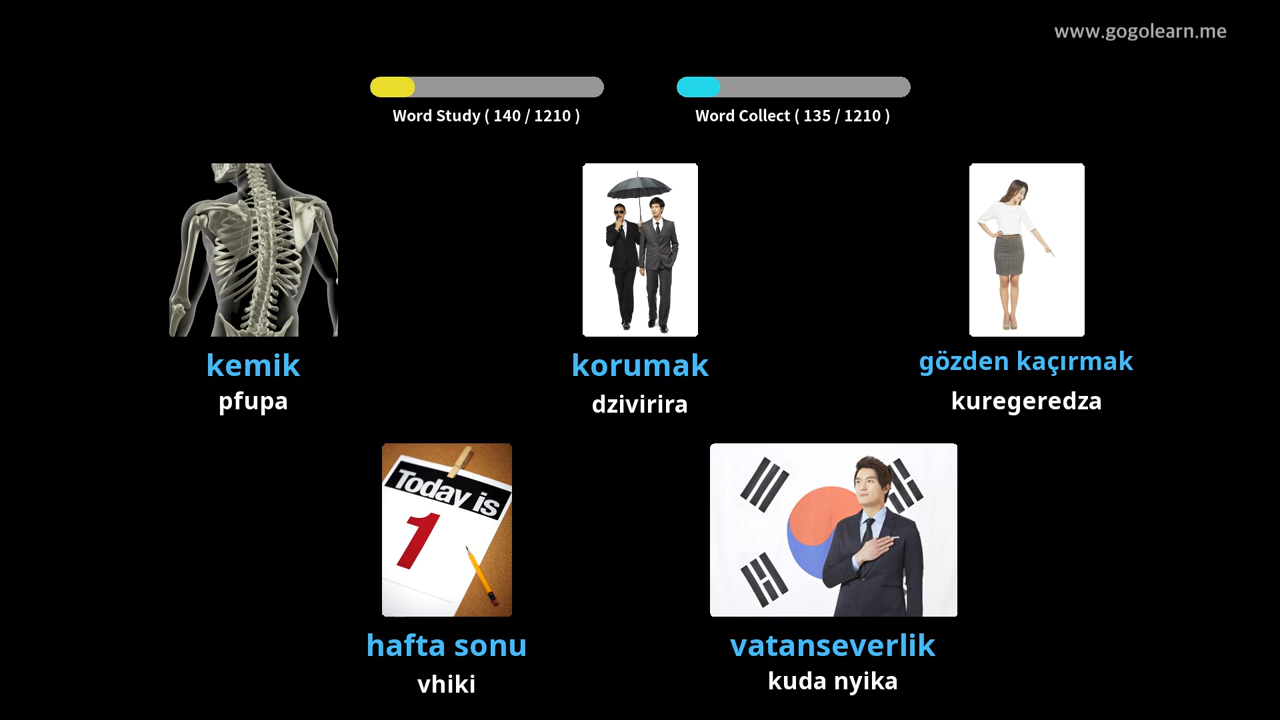 www.gogolearn.me
Word Study ( 140 / 1210 )
Word Collect ( 135 / 1210 )
kemik
pfupa
korumak
dzivirira
gözden kaçırmak
kuregeredza
Today is
1
hafta sonu
vhiki
vatanseverlik
kuda nyika